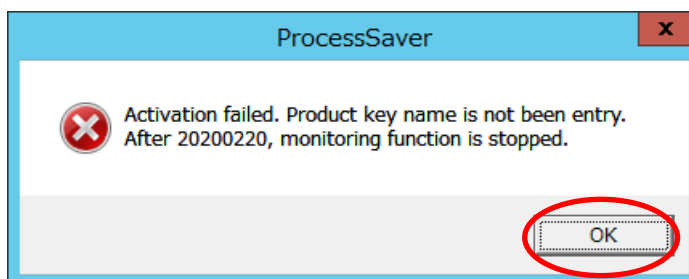 ProcessSaver
x
Activation failed. Product key name is not been entry.
After 20200220, monitoring function is stopped.
OK